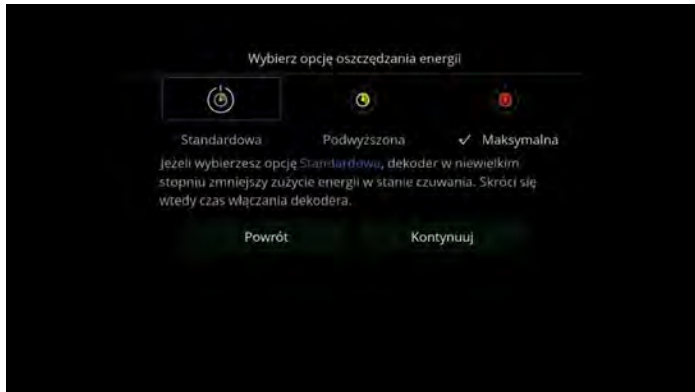 Wybierz opcję oszczędzania energii
Standardowa Podwyższona ✓ Maksymalna
Jeżeli wybierzesz opcję Standardowa, dekoder w niewielkim
stopniu zmniejszy zużycie energii w stanie czuwania. Skróci się
wtedy czas włączania dekodera.
Powrót Kontynuuj